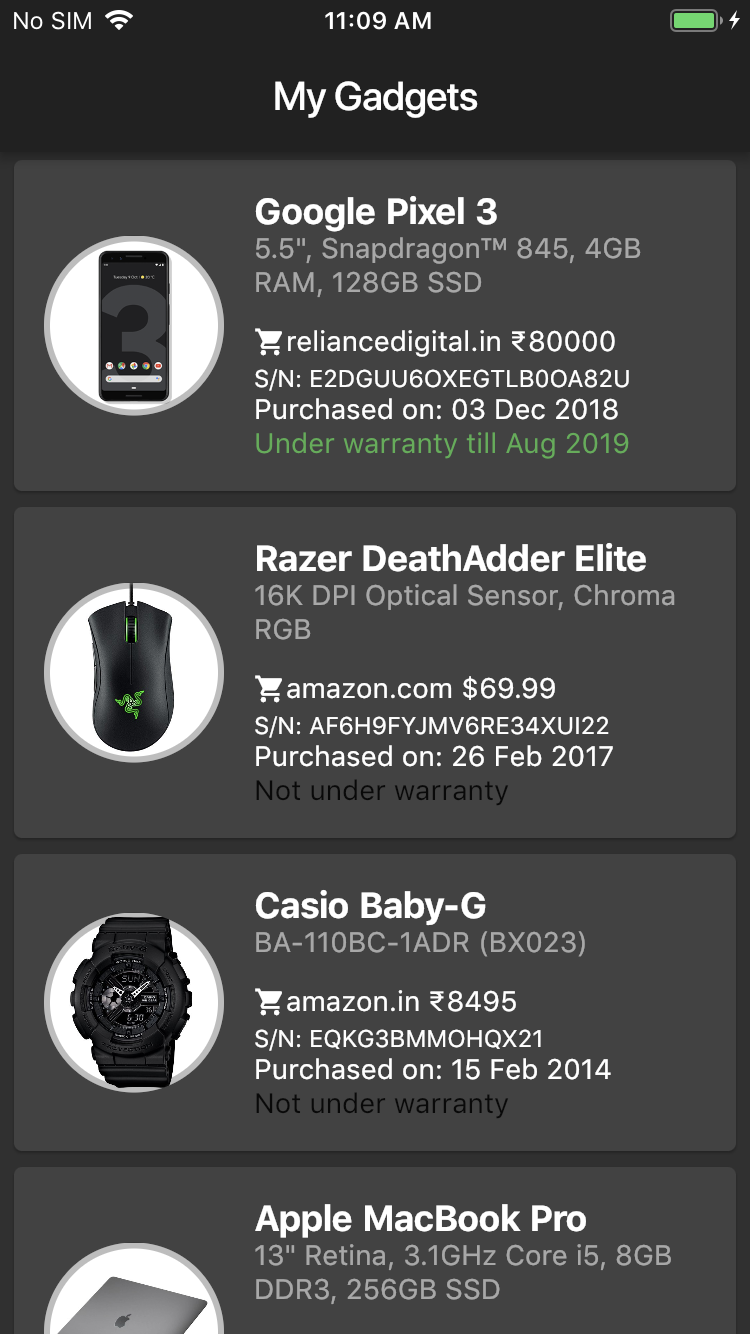 No SIM 11:09 AM
My Gadgets
Google Pixel 3
5.5", Snapdragon™ 845, 4GB
RAM, 128GB SSD
reliancedigital.in ₹80000
S/N: E2DGUU6OXEGTLB0OA82U
Purchased on: 03 Dec 2018
Under warranty till Aug 2019
Razer DeathAdder Elite
16K DPI Optical Sensor, Chroma
RGB
amazon.com $69.99
S/N: AF6H9FYJMV6RE34XUI22
Purchased on: 26 Feb 2017
Not under warranty
Casio Baby-G
BA-110BC-1ADR (BX023)
amazon.in ₹8495
S/N: EQKG3BMMOHQX21
Purchased on: 15 Feb 2014
Not under warranty
Apple MacBook Pro
13" Retina, 3.1GHz Core i5, 8GB
DDR3, 256GB SSD